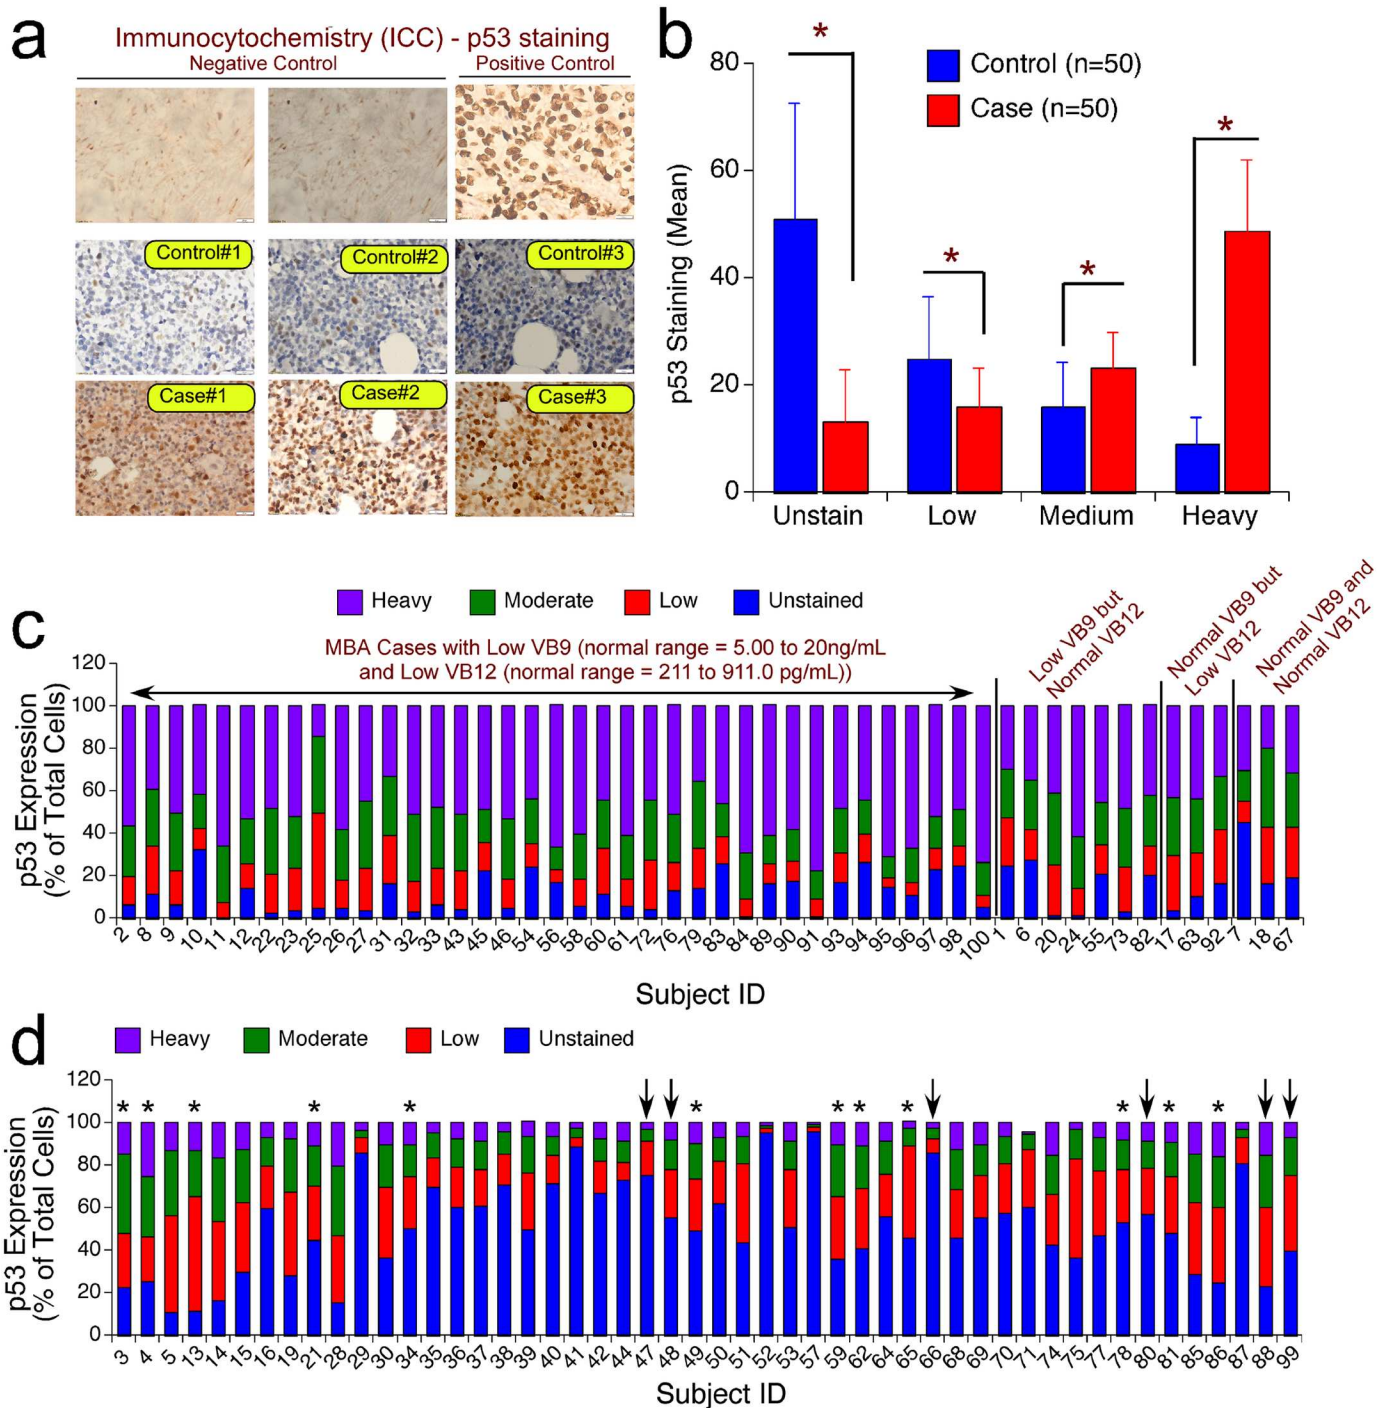 a
Immunocytochemistry (ICC) - p53 staining
Negative Control
Positive Control
Control#1
Control#2
Control#3
Case#1
Case#2
Case#3
b
Control (n=50)
Case (n=50)
p53 Staining (Mean)
80
60
40
20
0
*
*
*
*
Unstain
Low
Medium
Heavy
c
Heavy
Moderate
Low
Unstained
MBA Cases with Low VB9 (normal range = 5.00 to 20ng/mL
and Low VB12 (normal range = 211 to 911.0 pg/mL))
Low VB9 but
Normal VB12
Normal VB9 but
Low VB12
Normal VB9 and
Normal VB12
p53 Expression
(% of Total Cells)
120
100
80
60
40
20
0
2 8 9 10 11 12 22 23 25 26 27 31 32 33 43 45 46 54 56 58 60 61 72 76 79 83 84 89 90 91 93 94 95 96 97 98 100 1 6 20 24 55 73 82 17 63 92 7 18 67
Subject ID
d
Heavy
Moderate
Low
Unstained
p53 Expression
(% of Total Cells)
120
100
80
60
40
20
0
* * * * * * * * * * * *
3 4 5 13 14 15 16 19 21 28 29 30 34 35 36 37 38 39 40 41 42 44 47 48 49 50 51 52 53 57 59 62 64 65 66 68 69 70 71 74 75 77 78 80 81 85 86 87 88 99
Subject ID